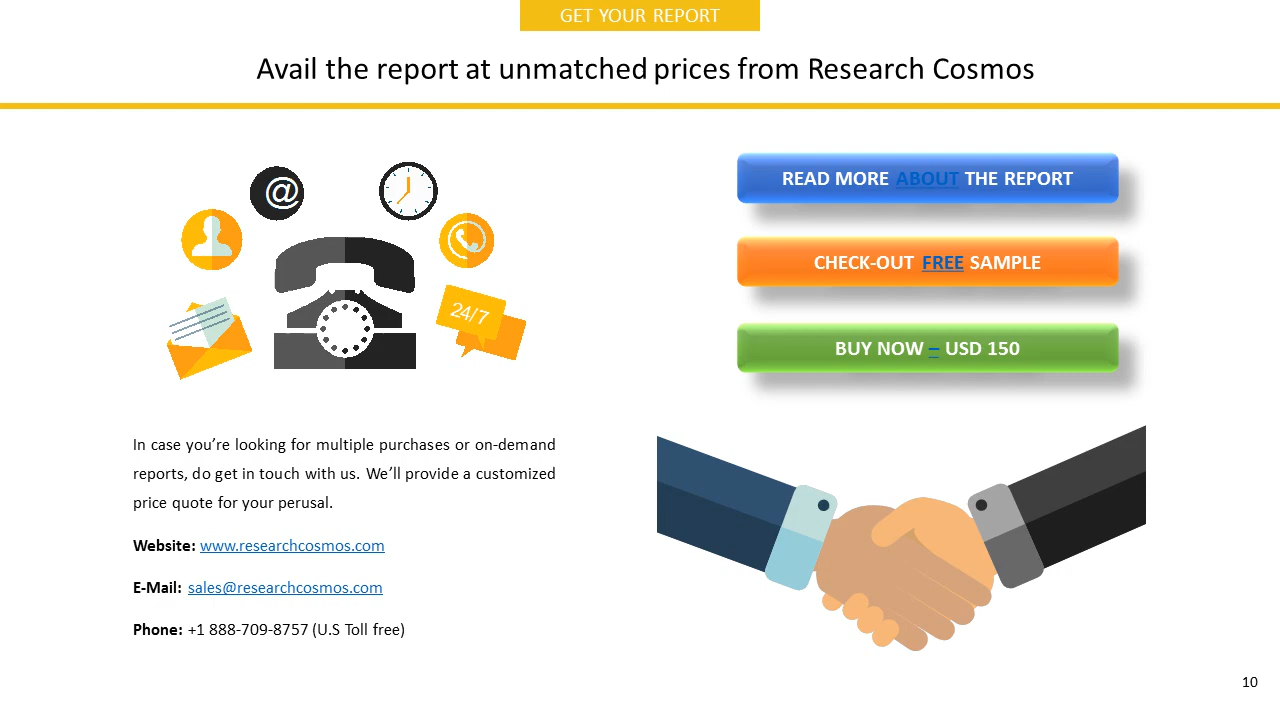 GET YOUR REPORT
Avail the report at unmatched prices from Research Cosmos
@
24/7
READ MORE ABOUT THE REPORT
CHECK-OUT FREE SAMPLE
BUY NOW – USD 150
In case you’re looking for multiple purchases or on-demand
reports, do get in touch with us. We’ll provide a customized
price quote for your perusal.
Website: www.researchcosmos.com
E-Mail: sales@researchcosmos.com
Phone: +1 888-709-8757 (U.S Toll free)
10